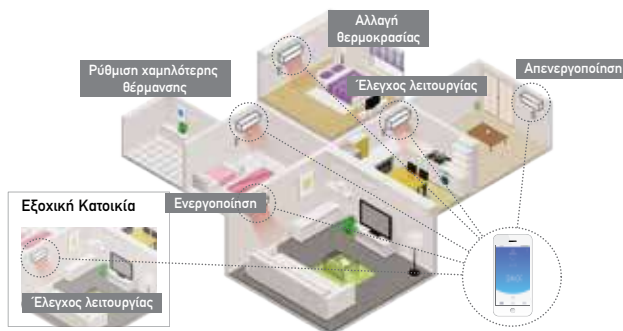 Αλλαγή
θερμοκρασίας
Ρύθμιση χαμηλότερης
θέρμανσης
Έλεγχος λειτουργίας
Απενεργοποίηση
Εξοχική Κατοικία
Ενεργοποίηση
Έλεγχος λειτουργίας